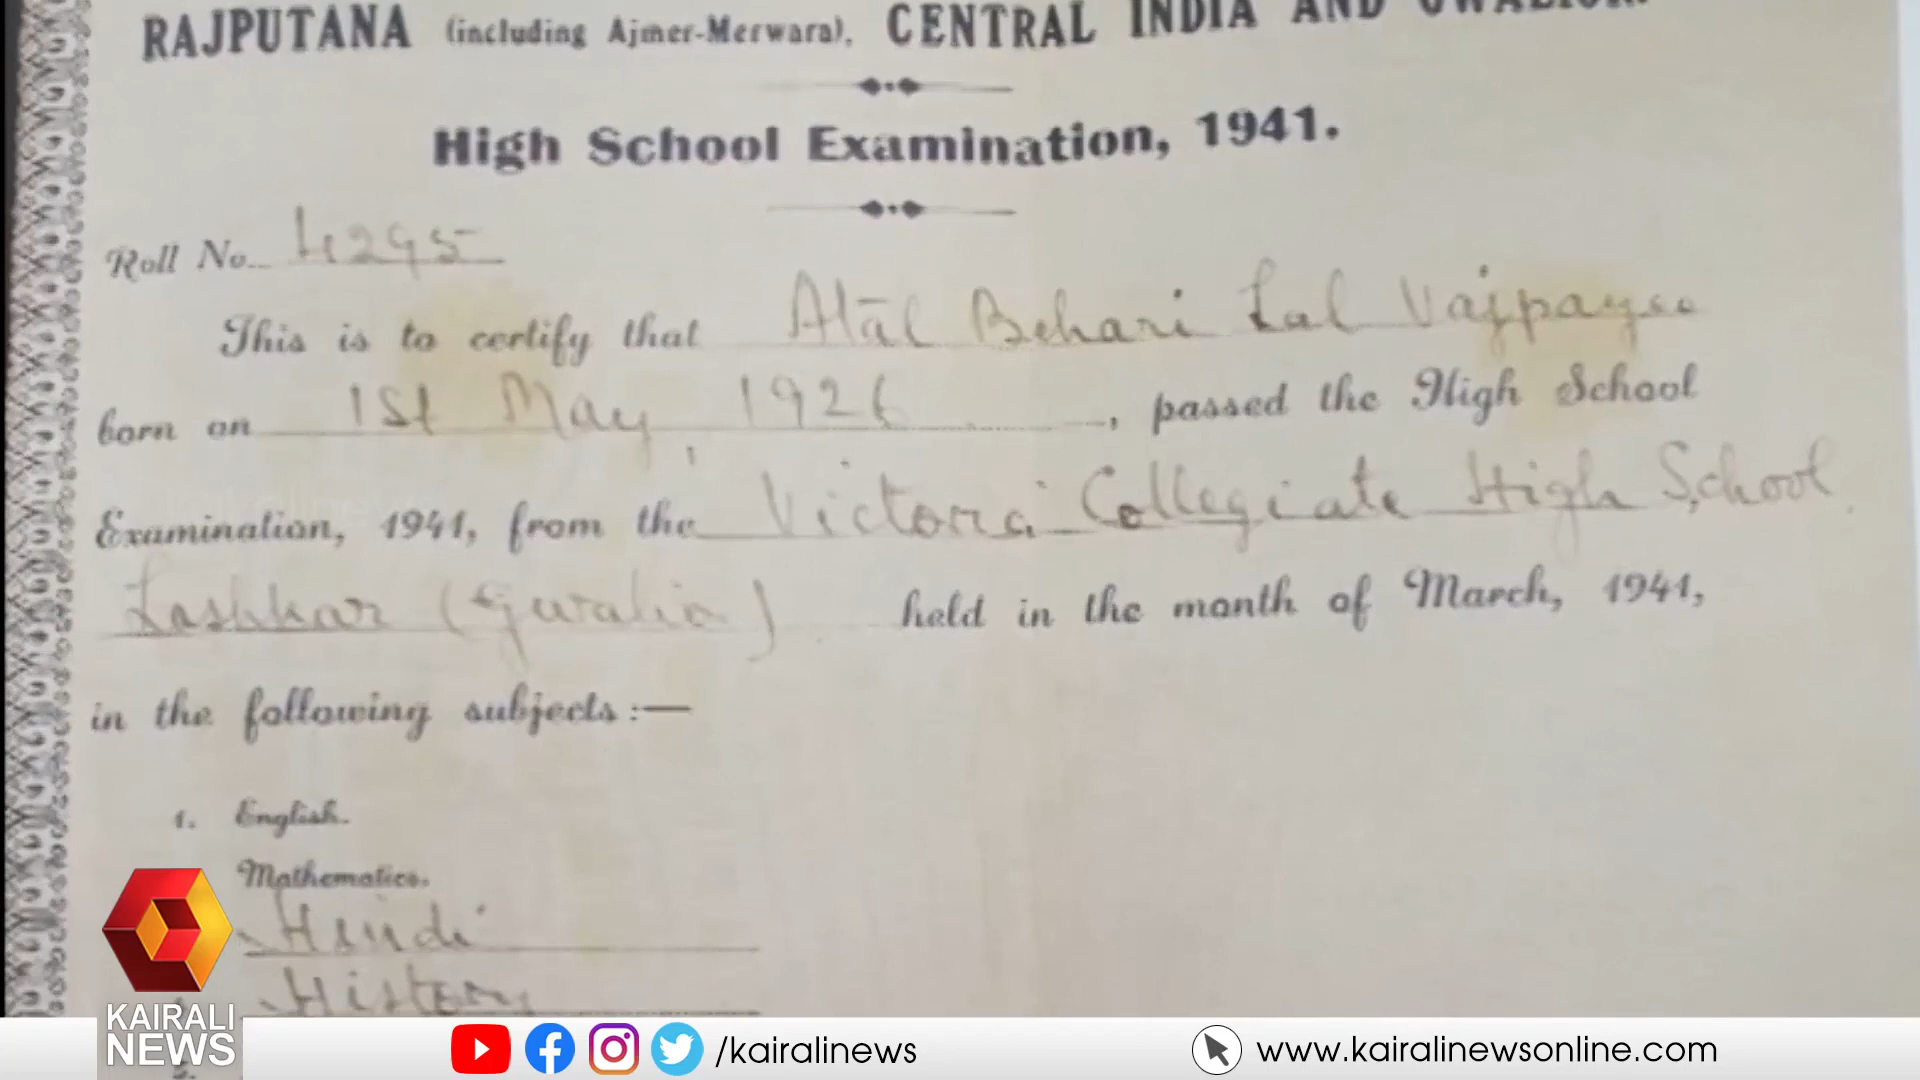 RAJPUTANA (including Ajmer-Merwara), CENTRAL INDIA AND GWALIOR.
High School Examination, 1941.
Roll No. 4295
This is to certify that Atāl Behari Lal Vajpayee
born on 1st May, 1926, passed the High School
Examination, 1941, from the Victoria Collegiate High School
Lashkar (Gwalior) held in the month of March, 1941,
in the following subjects :—
1. English.
Mathematics.
Hindi
History
KAIRALI
NEWS
/kairalinews
www.kairalinewsonline.com